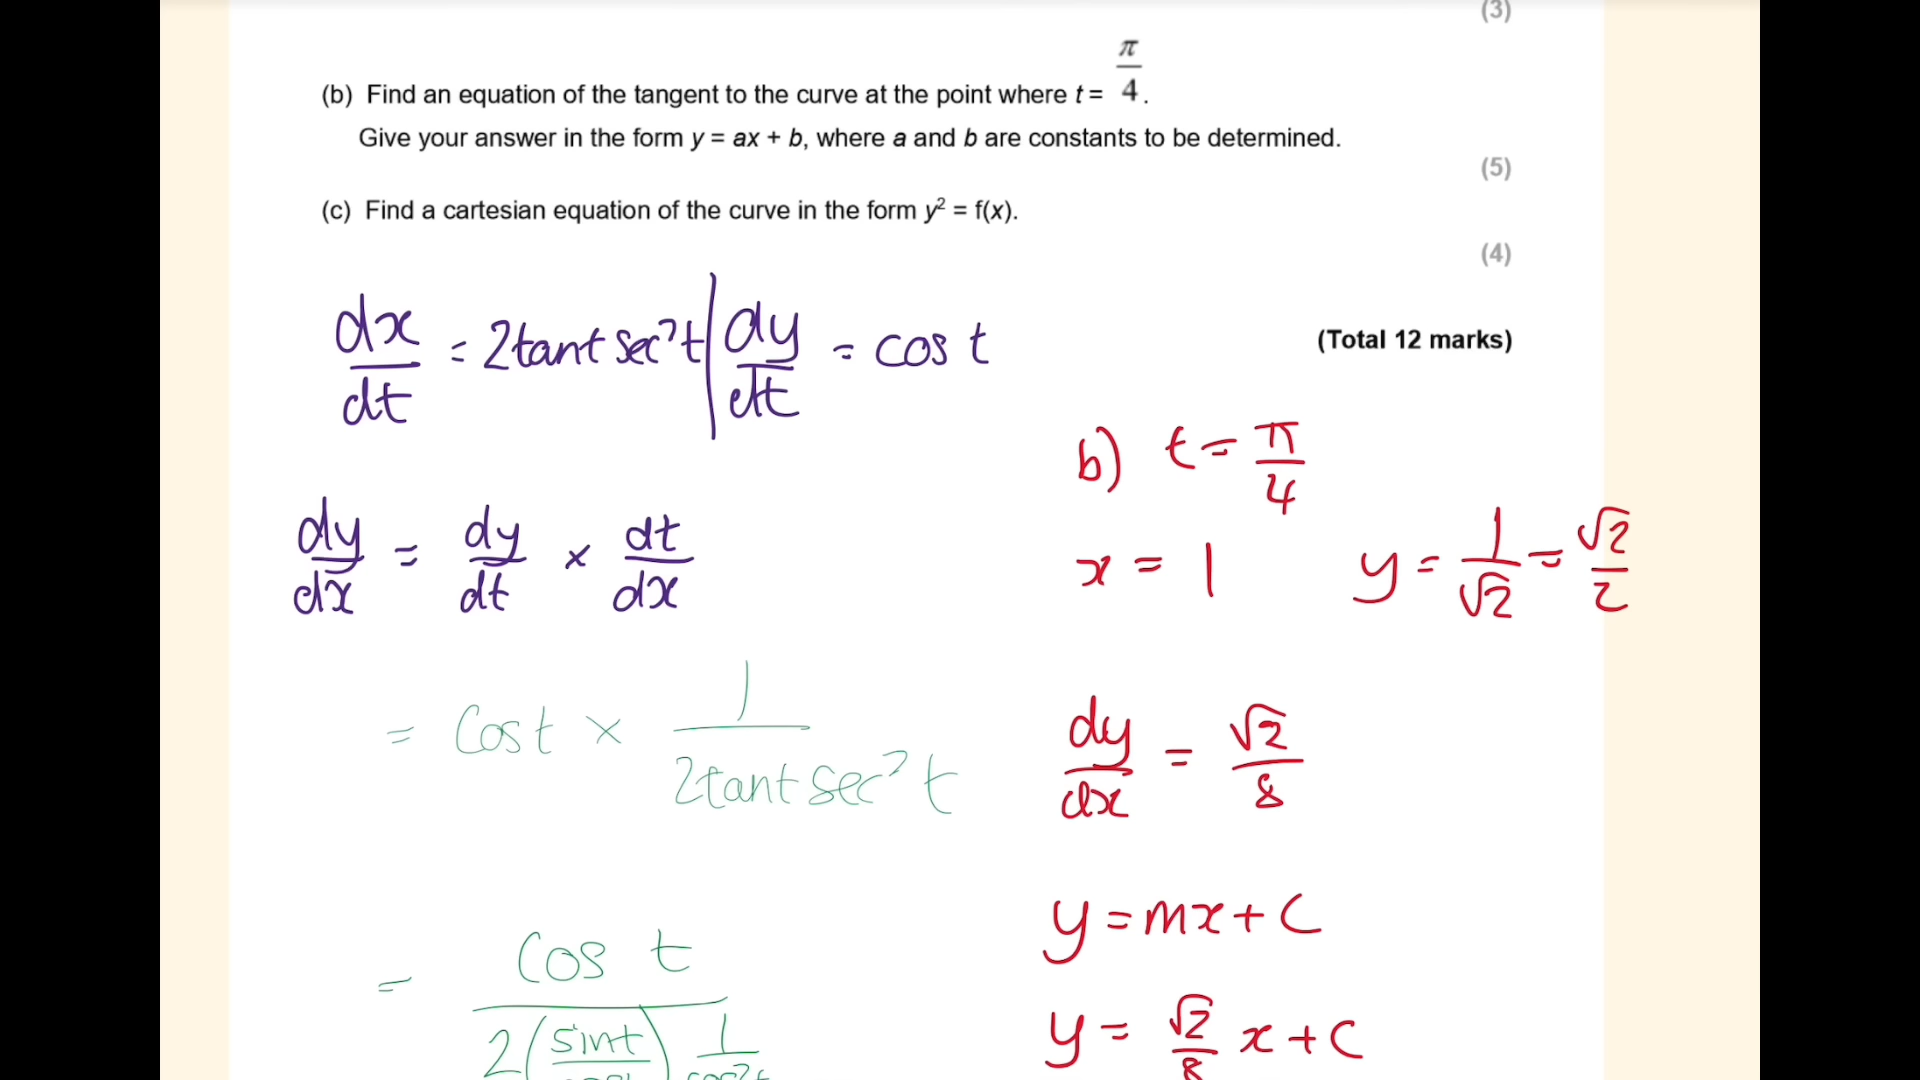 (3)
(b) Find an equation of the tangent to the curve at the point where t = π/4.
Give your answer in the form y = ax + b, where a and b are constants to be determined.
(5)
(c) Find a cartesian equation of the curve in the form y² = f(x).
(4)
(Total 12 marks)
dx/dt = 2tant sec²t | dy/dt = cos t
dy/dx = dy/dt × dt/dx
= Cost × 1/(2tant sec²t)
= Cos t
2(sint 1
b) t = π/4
x = 1 y = 1/√2 = √2/2
dy/dx = √2/8
y = mx + c
y = √2/8 x + c